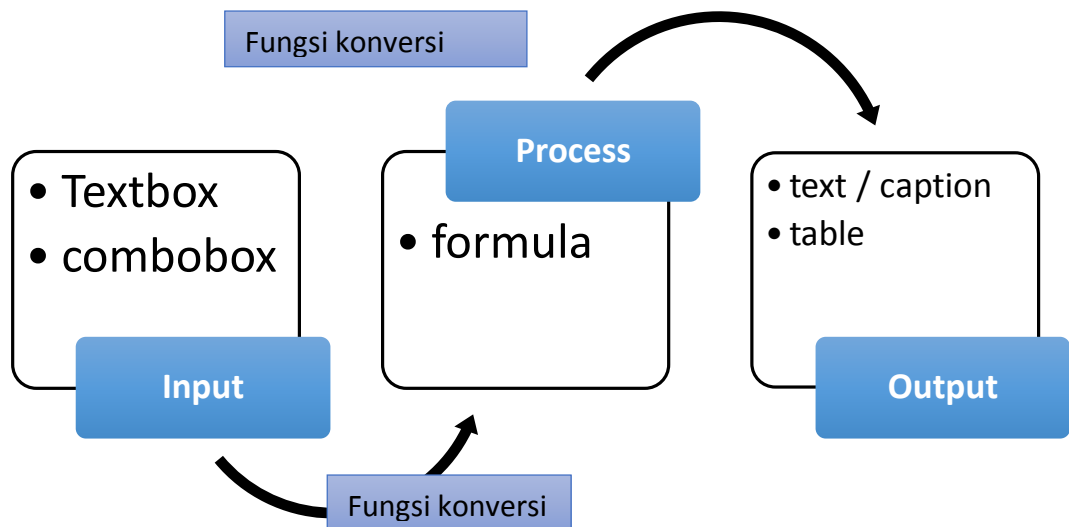 Fungsi konversi
• Textbox
• combobox
Input
Process
• formula
Fungsi konversi
• text / caption
• table
Output